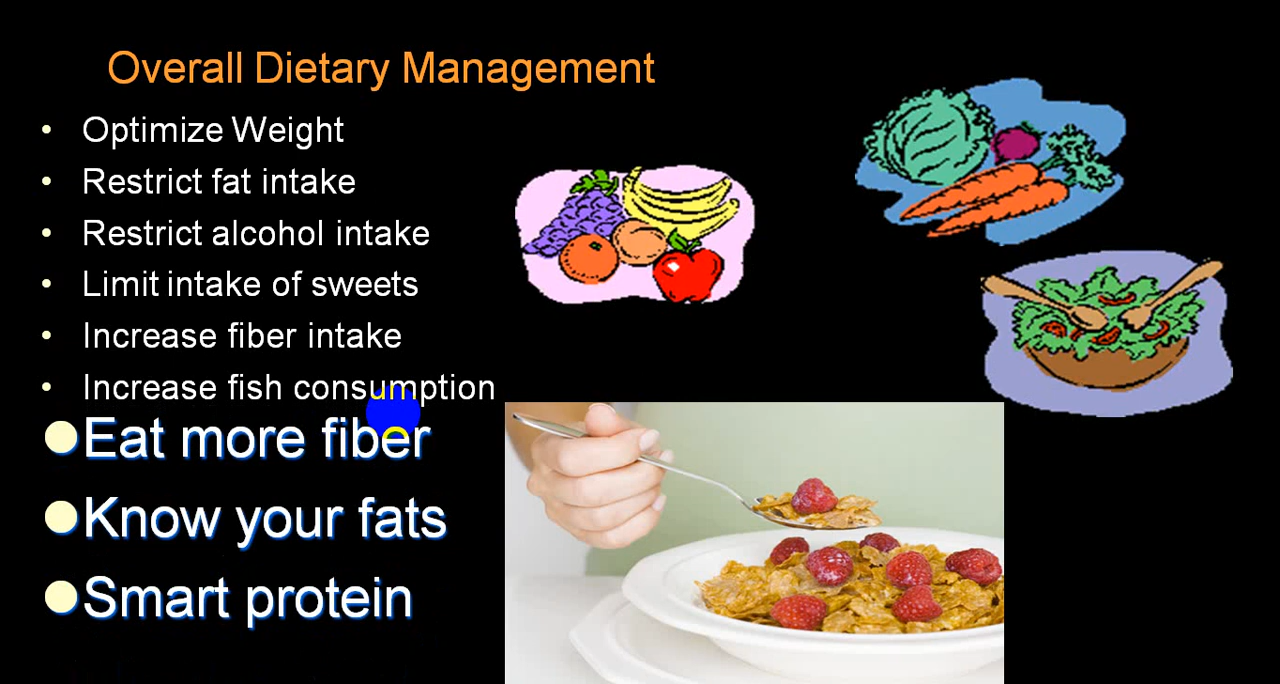 Overall Dietary Management
• Optimize Weight
• Restrict fat intake
• Restrict alcohol intake
• Limit intake of sweets
• Increase fiber intake
• Increase fish consumption
●Eat more fiber
●Know your fats
●Smart protein